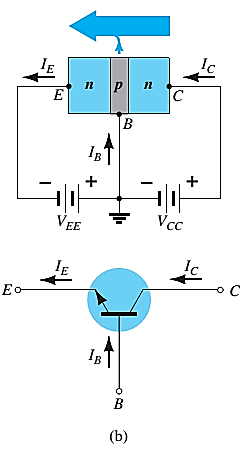 I_E I_C
E n p n C
B
I_B
− + − +
V_EE V_CC
I_E I_C
E C
I_B
B
(b)